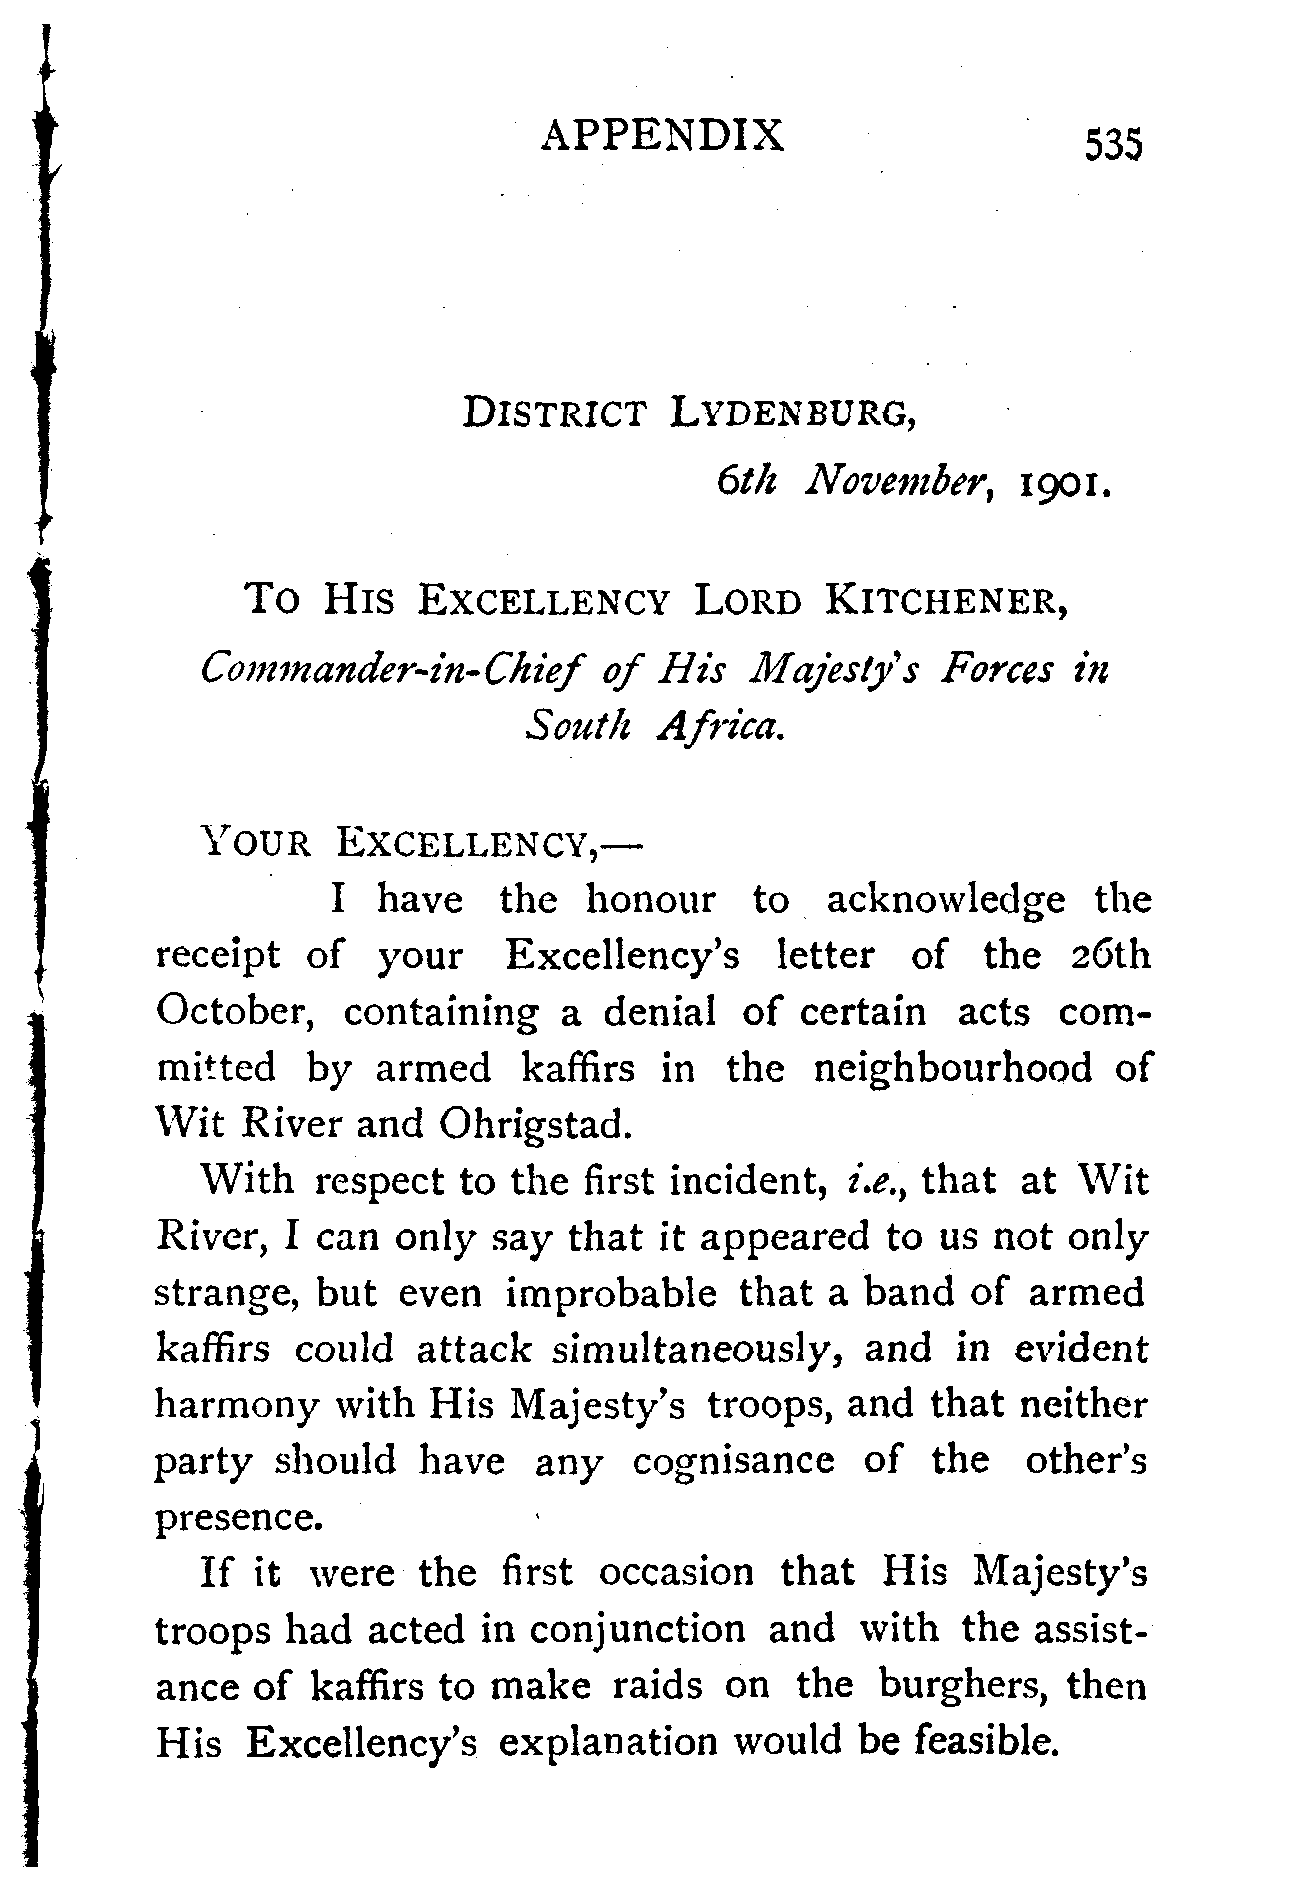 APPENDIX 535
DISTRICT LYDENBURG,
6th November, 1901.
TO HIS EXCELLENCY LORD KITCHENER,
Commander-in-Chief of His Majesty's Forces in
South Africa.
YOUR EXCELLENCY,—
I have the honour to acknowledge the
receipt of your Excellency's letter of the 26th
October, containing a denial of certain acts com-
mitted by armed kaffirs in the neighbourhood of
Wit River and Ohrigstad.
With respect to the first incident, i.e., that at Wit
River, I can only say that it appeared to us not only
strange, but even improbable that a band of armed
kaffirs could attack simultaneously, and in evident
harmony with His Majesty's troops, and that neither
party should have any cognisance of the other's
presence.
If it were the first occasion that His Majesty's
troops had acted in conjunction and with the assist-
ance of kaffirs to make raids on the burghers, then
His Excellency's explanation would be feasible.